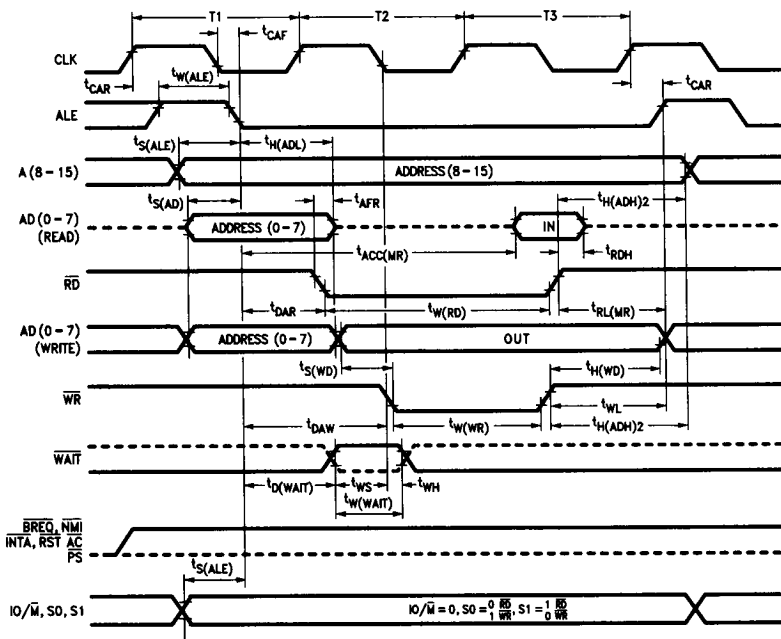 T1 T2 T3
tCAF
CLK
tCAR tW(ALE) tCAR
ALE
tS(ALE) tH(ADL)
A (8 – 15) ADDRESS (8 – 15)
tS(AD) tAFR tH(ADH)2
AD (0 – 7) (READ) ADDRESS (0 – 7) IN
tACC(MR) tRDH
RD
tDAR tW(RD) tRL(MR)
AD (0 – 7) (WRITE) ADDRESS (0 – 7) OUT
tS(WD) tH(WD)
WR
tDAW tW(WR) tWL tH(ADH)2
WAIT
tD(WAIT) tWS tWH
tW(WAIT)
BREQ, NMI
INTA, RST AC
PS
tS(ALE)
IO/M, S0, S1 IO/M = 0, S0 = 0 RD 1 WR, S1 = 1 RD 0 WR